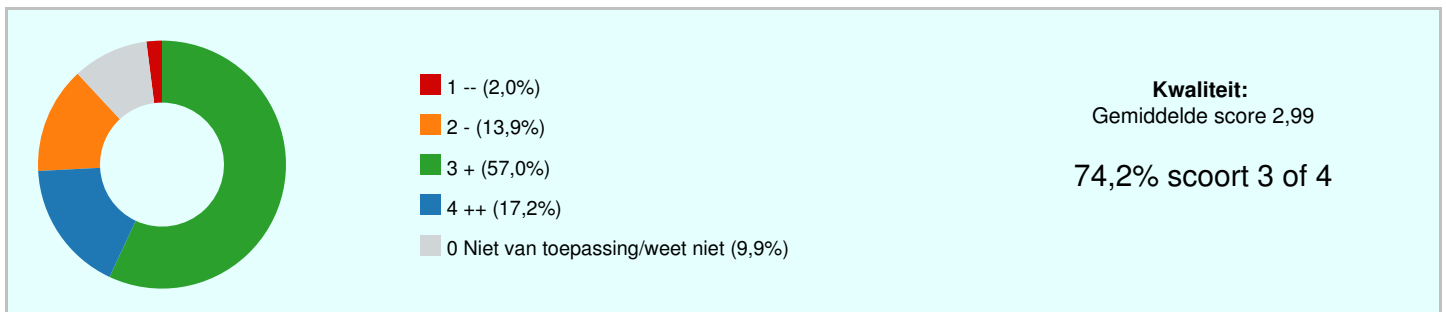 1 -- (2,0%)
2 - (13,9%)
3 + (57,0%)
4 ++ (17,2%)
0 Niet van toepassing/weet niet (9,9%)
Kwaliteit:
Gemiddelde score 2,99
74,2% scoort 3 of 4